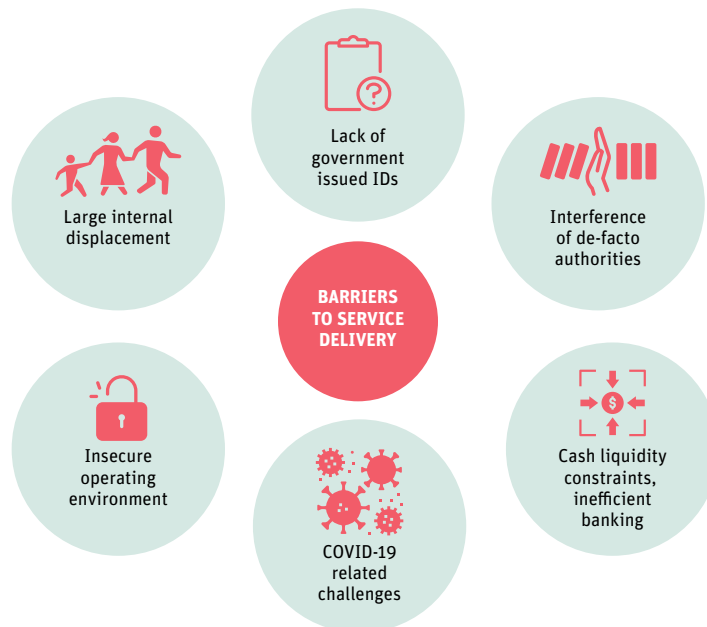 Lack of
government
issued IDs
Large internal
displacement
Interference
of de-facto
authorities
BARRIERS
TO SERVICE
DELIVERY
Insecure
operating
environment
Cash liquidity
constraints,
inefficient
banking
COVID-19
related
challenges
?
$